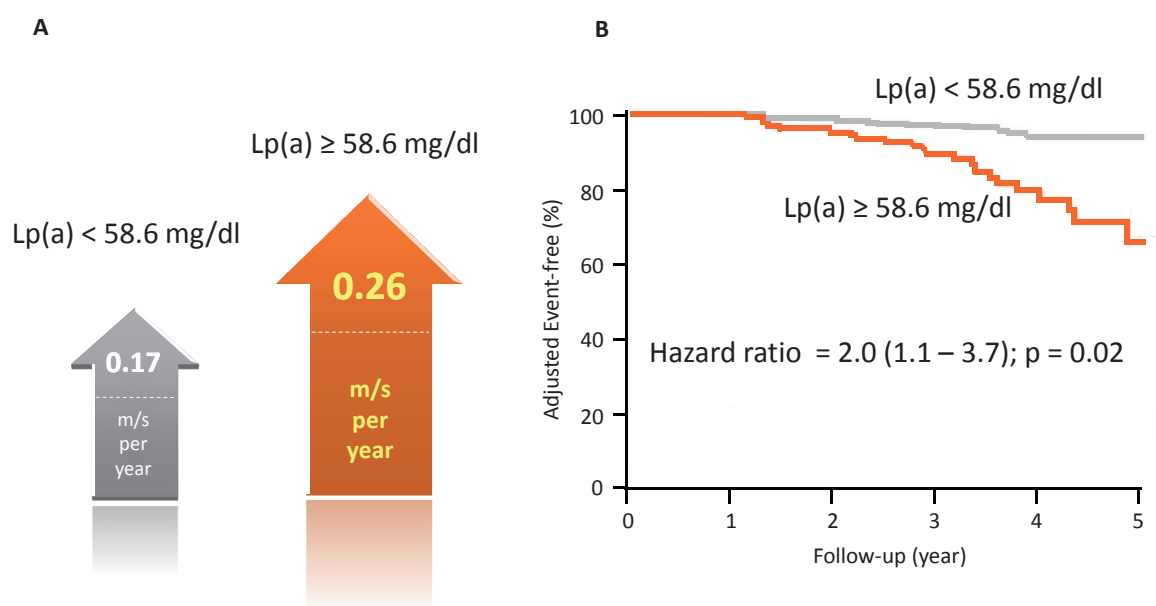 A
Lp(a) < 58.6 mg/dl
0.17
m/s
per
year
Lp(a) ≥ 58.6 mg/dl
0.26
m/s
per
year
B
Adjusted Event-free (%)
100
80
60
40
20
0
Lp(a) < 58.6 mg/dl
Lp(a) ≥ 58.6 mg/dl
Hazard ratio = 2.0 (1.1 – 3.7); p = 0.02
0 1 2 3 4 5
Follow-up (year)